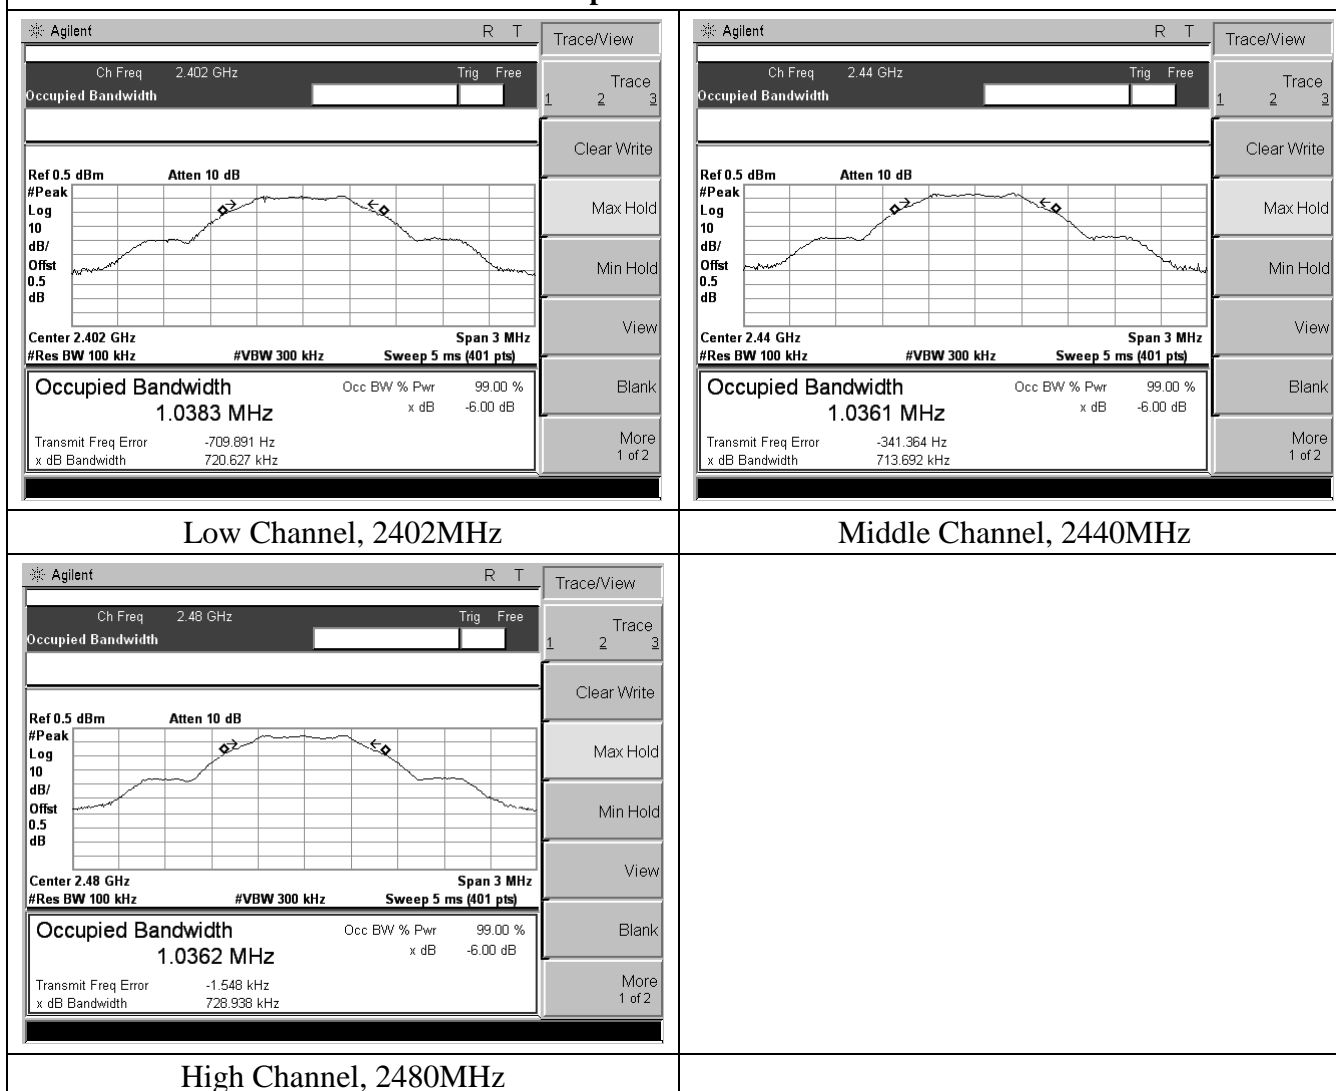 Agilent R T
Trace/View
Ch Freq 2.402 GHz Trig Free
Occupied Bandwidth
Trace
1 2 3
Clear Write
Ref 0.5 dBm Atten 10 dB
#Peak
Log
10
dB/
Offst
0.5
dB
Max Hold
Min Hold
View
Center 2.402 GHz Span 3 MHz
#Res BW 100 kHz #VBW 300 kHz Sweep 5 ms (401 pts)
Occupied Bandwidth Occ BW % Pwr 99.00 %
1.0383 MHz x dB -6.00 dB
Blank
Transmit Freq Error -709.891 Hz
x dB Bandwidth 720.627 kHz
More
1 of 2
Low Channel, 2402MHz
Agilent R T
Trace/View
Ch Freq 2.44 GHz Trig Free
Occupied Bandwidth
Trace
1 2 3
Clear Write
Ref 0.5 dBm Atten 10 dB
#Peak
Log
10
dB/
Offst
0.5
dB
Max Hold
Min Hold
View
Center 2.44 GHz Span 3 MHz
#Res BW 100 kHz #VBW 300 kHz Sweep 5 ms (401 pts)
Occupied Bandwidth Occ BW % Pwr 99.00 %
1.0361 MHz x dB -6.00 dB
Blank
Transmit Freq Error -341.364 Hz
x dB Bandwidth 713.692 kHz
More
1 of 2
Middle Channel, 2440MHz
Agilent R T
Trace/View
Ch Freq 2.48 GHz Trig Free
Occupied Bandwidth
Trace
1 2 3
Clear Write
Ref 0.5 dBm Atten 10 dB
#Peak
Log
10
dB/
Offst
0.5
dB
Max Hold
Min Hold
View
Center 2.48 GHz Span 3 MHz
#Res BW 100 kHz #VBW 300 kHz Sweep 5 ms (401 pts)
Occupied Bandwidth Occ BW % Pwr 99.00 %
1.0362 MHz x dB -6.00 dB
Blank
Transmit Freq Error -1.548 kHz
x dB Bandwidth 728.938 kHz
More
1 of 2
High Channel, 2480MHz